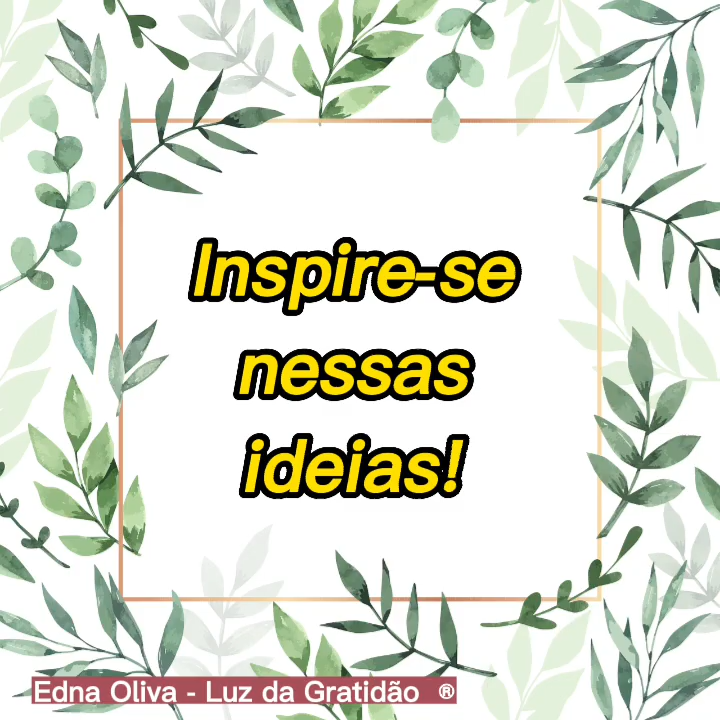 Inspire-se
nessas
ideias!
Edna Oliva - Luz da Gratidão ®